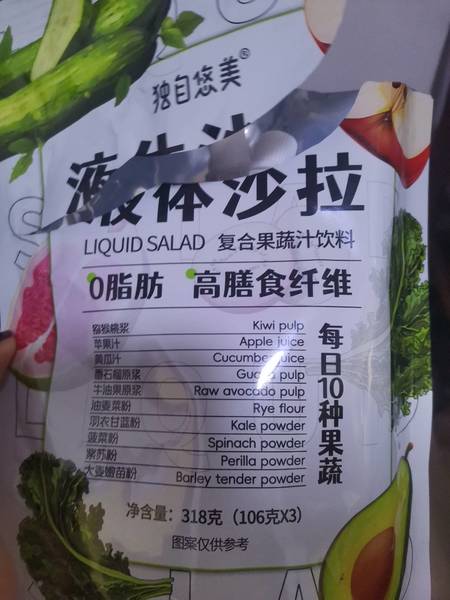 独自悠美®
液体沙拉
LIQUID SALAD 复合果蔬汁饮料
0脂肪 高膳食纤维
猕猴桃浆 Kiwi pulp
苹果汁 Apple juice
黄瓜汁 Cucumber juice
番石榴原浆 pulp
牛油果原浆 Raw avocado pulp
油麦菜粉 Rye flour
羽衣甘蓝粉 Kale powder
菠菜粉 Spinach powder
紫苏粉 Perilla powder
大麦嫩苗粉 Barley tender powder
每日10种果蔬
净含量：318克（106克X3）
图案仅供参考